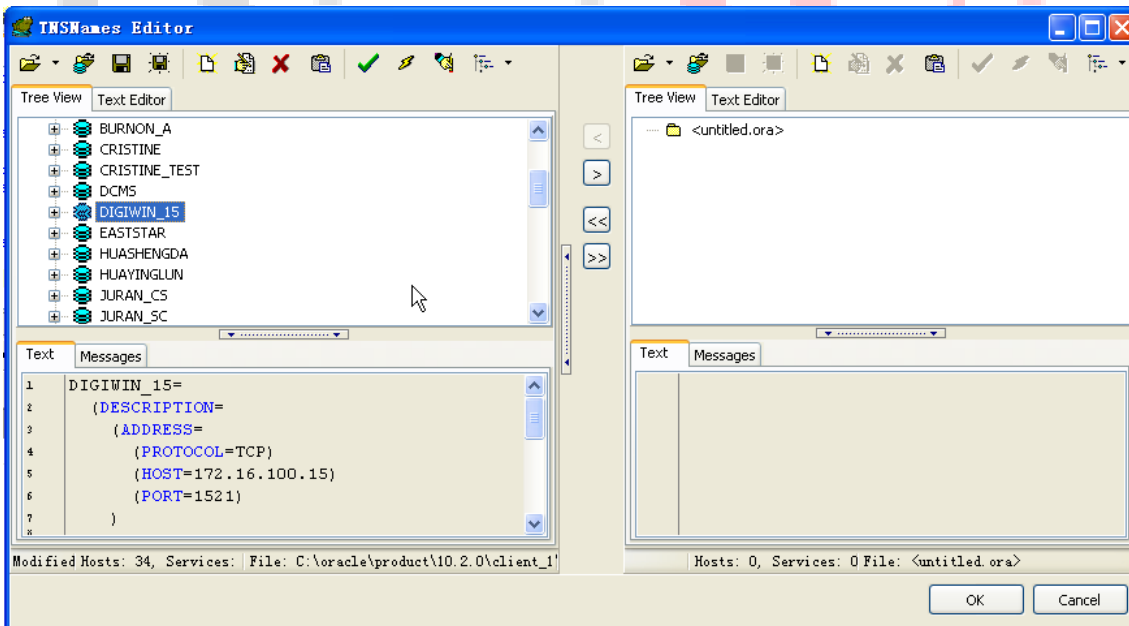 TNSNames Editor
Tree View Text Editor
BURNON_A
CRISTINE
CRISTINE_TEST
DCMS
DIGIWIN_15
EASTSTAR
HUASHENGDA
HUAYINGLUN
JURAN_CS
JURAN_SC
Text Messages
1 DIGIWIN_15=
2 (DESCRIPTION=
3 (ADDRESS=
4 (PROTOCOL=TCP)
5 (HOST=172.16.100.15)
6 (PORT=1521)
7 )
8
Modified Hosts: 34, Services: File: C:\oracle\product\10.2.0\client_1'
<
>
<<
>>
Tree View Text Editor
<untitled.ora>
Text Messages
Hosts: 0, Services: 0 File: <untitled.ora>
OK Cancel